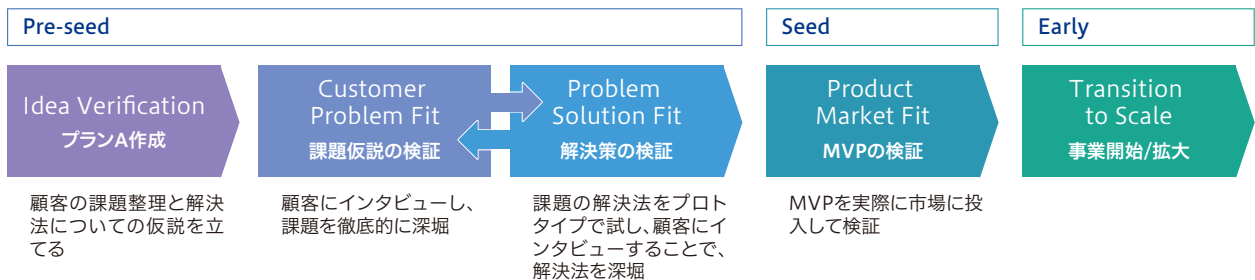 Pre-seed
Seed
Early
Idea Verification
プランA作成
Customer
Problem Fit
課題仮説の検証
Problem
Solution Fit
解決策の検証
Product
Market Fit
MVPの検証
Transition
to Scale
事業開始/拡大
顧客の課題整理と解決
法についての仮説を立
てる
顧客にインタビューし、
課題を徹底的に深堀
課題の解決法をプロト
タイプで試し、顧客にイ
ンタビューすることで、
解決法を深堀
MVPを実際に市場に投
入して検証